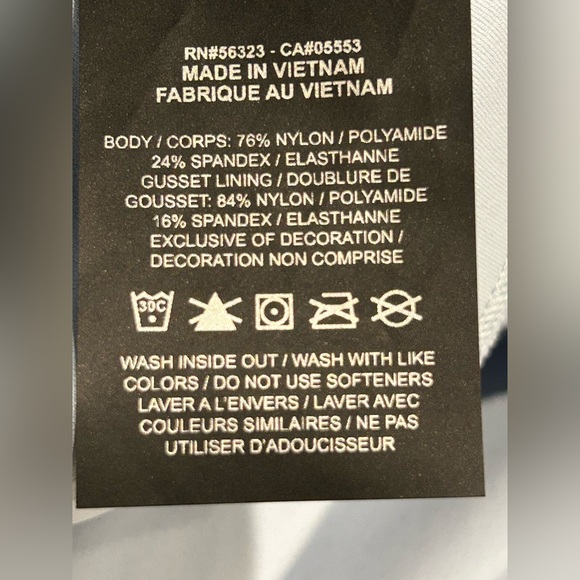 RN#56323 - CA#05553
MADE IN VIETNAM
FABRIQUE AU VIETNAM
BODY / CORPS: 76% NYLON / POLYAMIDE
24% SPANDEX / ELASTHANNE
GUSSET LINING / DOUBLURE DE
GOUSSET: 84% NYLON / POLYAMIDE
16% SPANDEX / ELASTHANNE
EXCLUSIVE OF DECORATION /
DECORATION NON COMPRISE
30C
WASH INSIDE OUT / WASH WITH LIKE
COLORS / DO NOT USE SOFTENERS
LAVER A L'ENVERS / LAVER AVEC
COULEURS SIMILAIRES / NE PAS
UTILISER D'ADOUCISSEUR